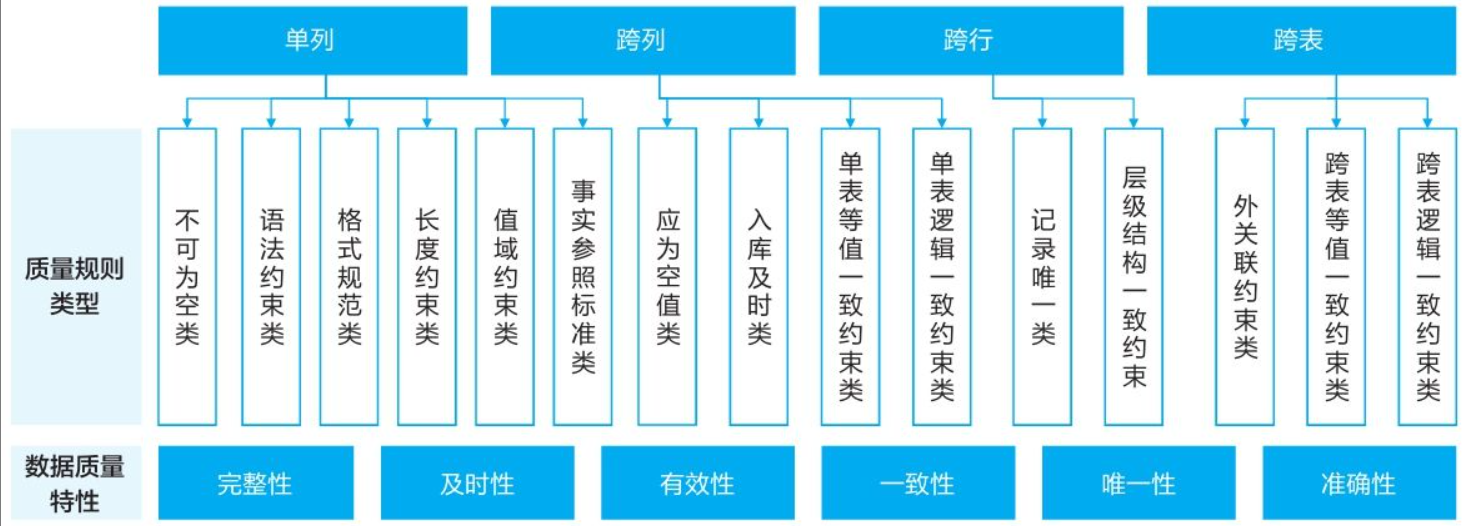 单列
跨列
跨行
跨表
质量规则
类型
不可为空类
语法约束类
格式规范类
长度约束类
值域约束类
事实参照标准类
应为空值类
入库及时类
单表等值一致约束类
单表逻辑一致约束类
记录唯一类
层级结构一致约束
外关联约束类
跨表等值一致约束类
跨表逻辑一致约束类
数据质量
特性
完整性
及时性
有效性
一致性
唯一性
准确性